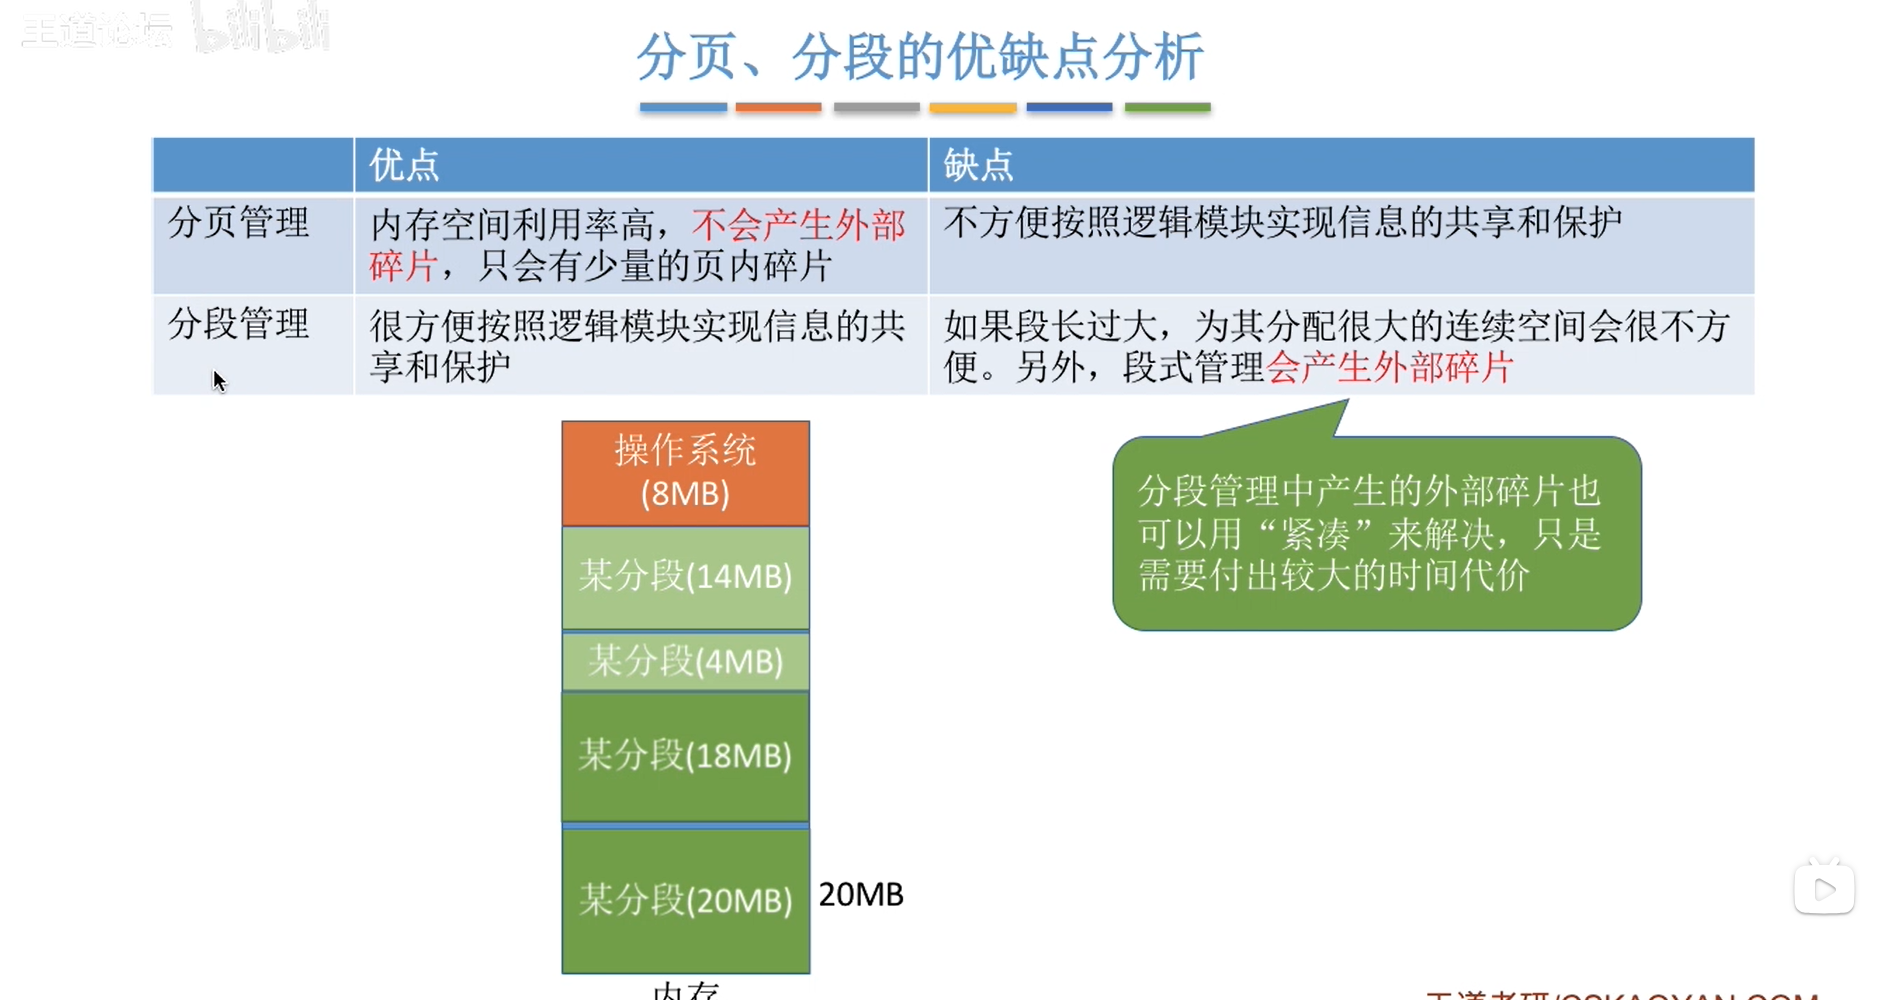 王道论坛 bilibili
分页、分段的优缺点分析
优点 缺点
分页管理
内存空间利用率高，不会产生外部
碎片，只会有少量的页内碎片
不方便按照逻辑模块实现信息的共享和保护
分段管理
很方便按照逻辑模块实现信息的共
享和保护
如果段长过大，为其分配很大的连续空间会很不方
便。另外，段式管理会产生外部碎片
操作系统
(8MB)
某分段(14MB)
某分段(4MB)
某分段(18MB)
某分段(20MB) 20MB
内存
分段管理中产生的外部碎片也
可以用“紧凑”来解决，只是
需要付出较大的时间代价
王道考研/CSKAOYAN.COM